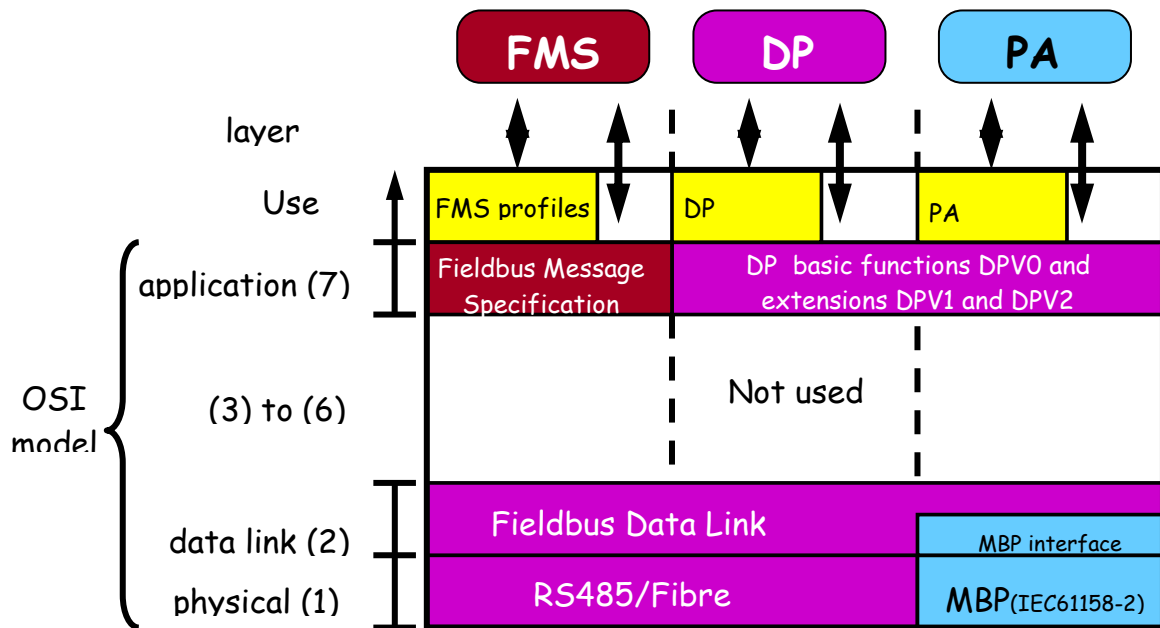 FMS DP PA
layer
Use
FMS profiles DP PA
application (7)
Fieldbus Message
Specification
DP basic functions DPV0 and
extensions DPV1 and DPV2
OSI
model
(3) to (6)
Not used
data link (2)
Fieldbus Data Link
MBP interface
physical (1)
RS485/Fibre
MBP(IEC61158-2)